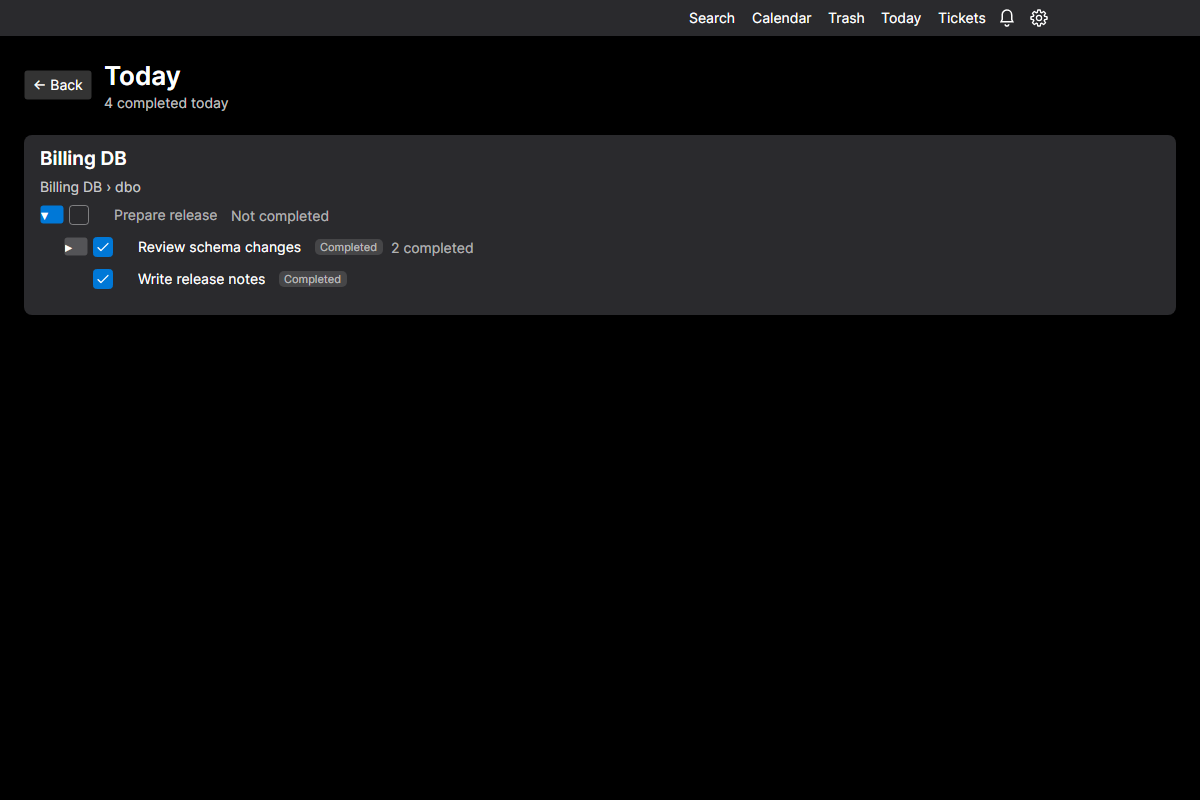 Search Calendar Trash Today Tickets
← Back
Today
4 completed today
Billing DB
Billing DB › dbo
Prepare release Not completed
Review schema changes Completed 2 completed
Write release notes Completed